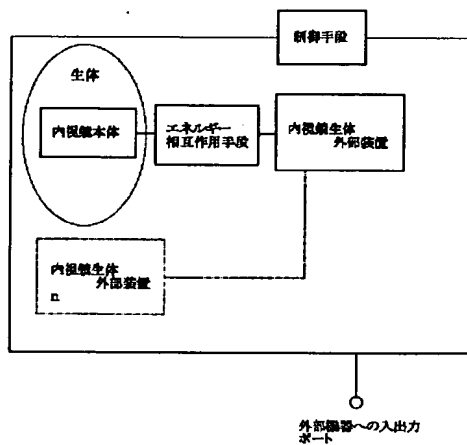 制御手段
生体
内視鏡本体
エネルギー
相互作用手段
内視鏡生体
外部装置
内視鏡生体
外部装置
n
外部機器への入出力
ポート